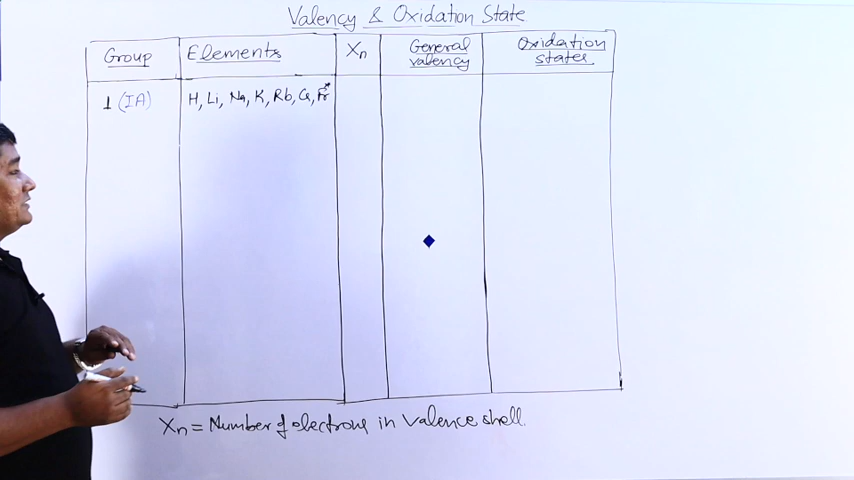 Valency & Oxidation State
Group Elements Xn General valency Oxidation states
1 (IA) H, Li, Na, K, Rb, Cs, Fr*
Xn = Number of electrons in valence shell.